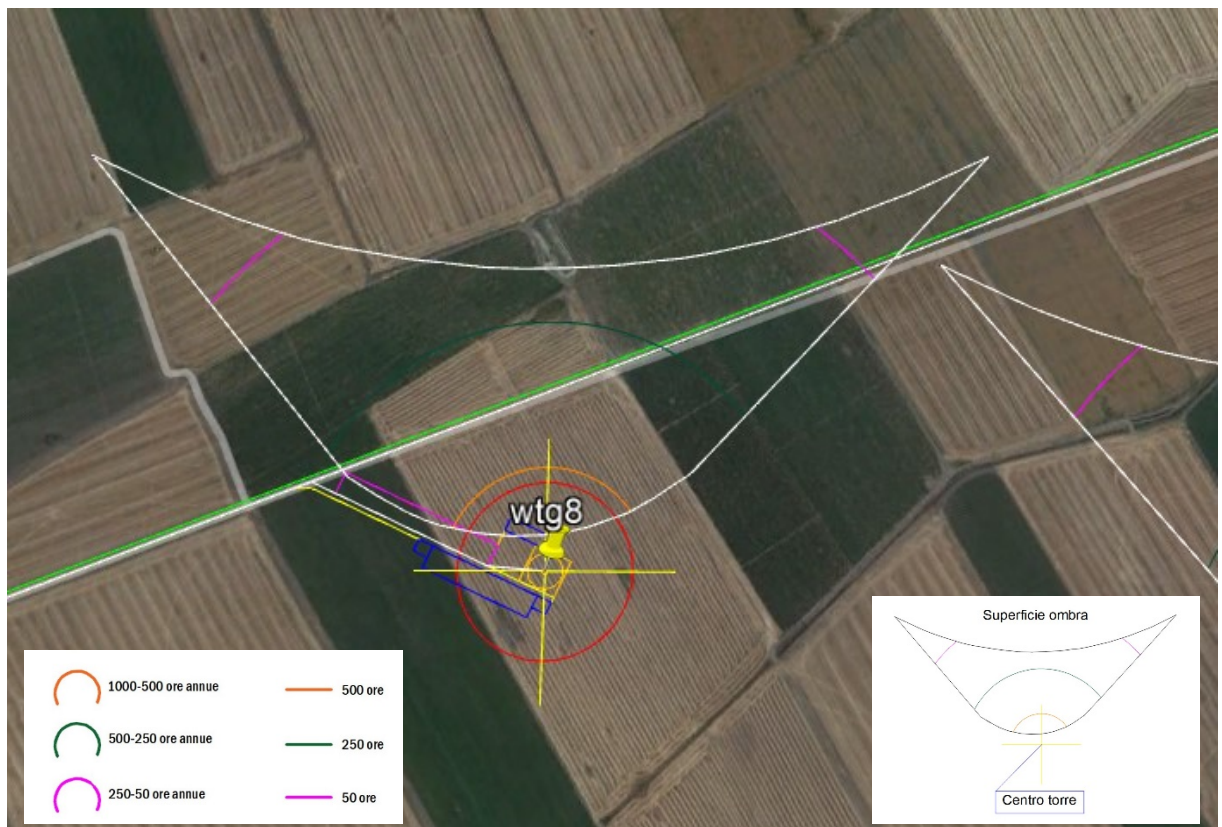 wtg8
1000-500 ore annue
500 ore
500-250 ore annue
250 ore
250-50 ore annue
50 ore
Superficie ombra
Centro torre